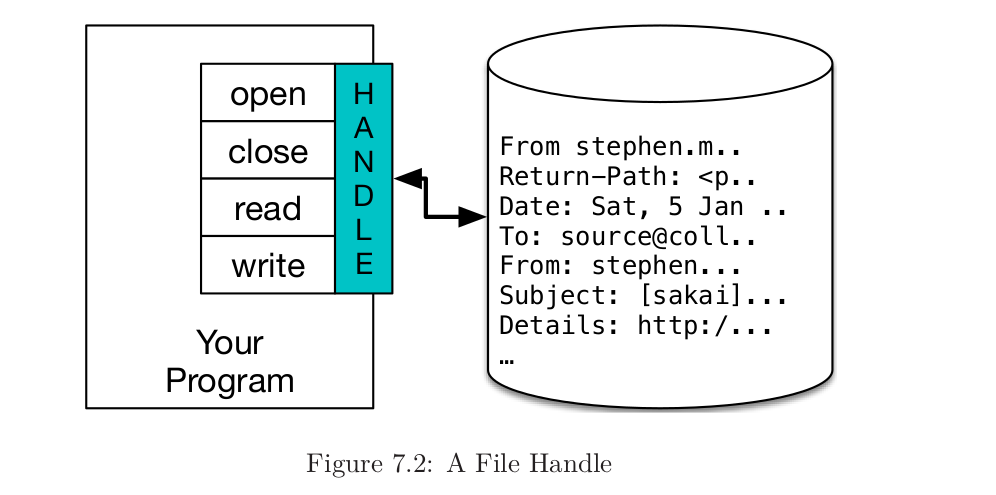 open
close
read
write
H
A
N
D
L
E
Your
Program
From stephen.m..
Return-Path: <p..
Date: Sat, 5 Jan ..
To: source@coll..
From: stephen...
Subject: [sakai]...
Details: http:/...
…
Figure 7.2: A File Handle